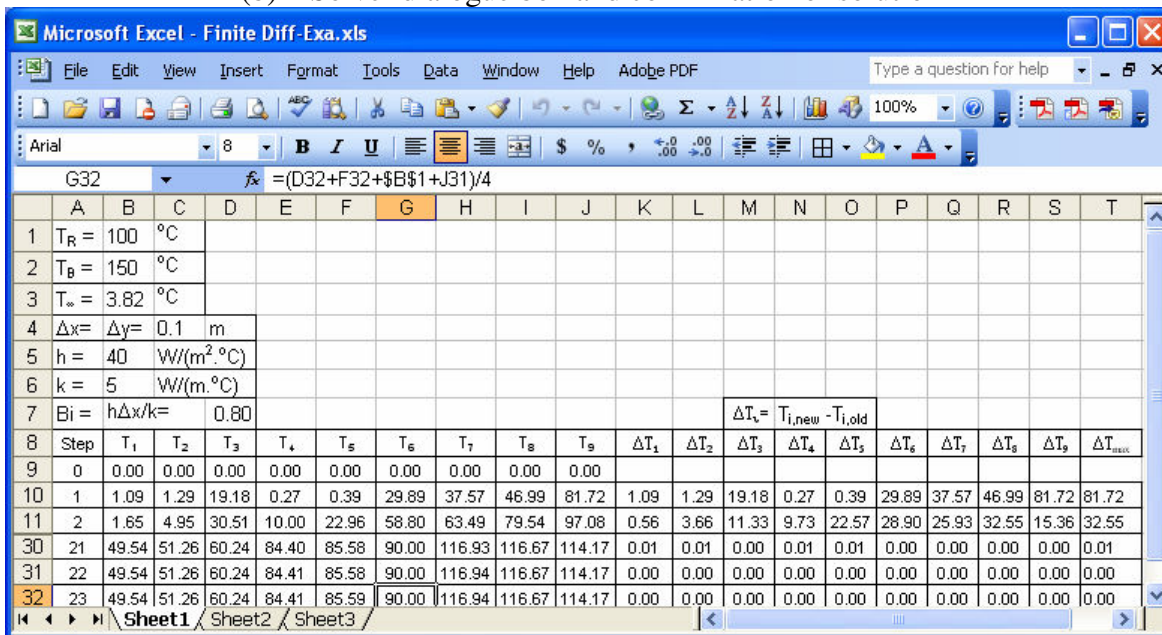 Microsoft Excel - Finite Diff-Exa.xls
File Edit View Insert Format Tools Data Window Help Adobe PDF Type a question for help
100%
Arial 8 B I U $ % ,
G32 fx =(D32+F32+$B$1+J31)/4
A B C D E F G H I J K L M N O P Q R S T
1 T_R = 100 °C
2 T_B = 150 °C
3 T_∞ = 3.82 °C
4 Δx= Δy= 0.1 m
5 h = 40 W/(m².°C)
6 k = 5 W/(m.°C)
7 Bi = hΔx/k= 0.80 ΔTᵢ= T_i,new -T_i,old
8 Step T₁ T₂ T₃ T₄ T₅ T₆ T₇ T₈ T₉ ΔT₁ ΔT₂ ΔT₃ ΔT₄ ΔT₅ ΔT₆ ΔT₇ ΔT₈ ΔT₉ ΔT_max
9 0 0.00 0.00 0.00 0.00 0.00 0.00 0.00 0.00 0.00
10 1 1.09 1.29 19.18 0.27 0.39 29.89 37.57 46.99 81.72 1.09 1.29 19.18 0.27 0.39 29.89 37.57 46.99 81.72 81.72
11 2 1.65 4.95 30.51 10.00 22.96 58.80 63.49 79.54 97.08 0.56 3.66 11.33 9.73 22.57 28.90 25.93 32.55 15.36 32.55
30 21 49.54 51.26 60.24 84.40 85.58 90.00 116.93 116.67 114.17 0.01 0.01 0.00 0.01 0.01 0.00 0.00 0.00 0.00 0.01
31 22 49.54 51.26 60.24 84.41 85.58 90.00 116.94 116.67 114.17 0.00 0.00 0.00 0.00 0.00 0.00 0.00 0.00 0.00 0.00
32 23 49.54 51.26 60.24 84.41 85.59 90.00 116.94 116.67 114.17 0.00 0.00 0.00 0.00 0.00 0.00 0.00 0.00 0.00 0.00
Sheet1 Sheet2 Sheet3